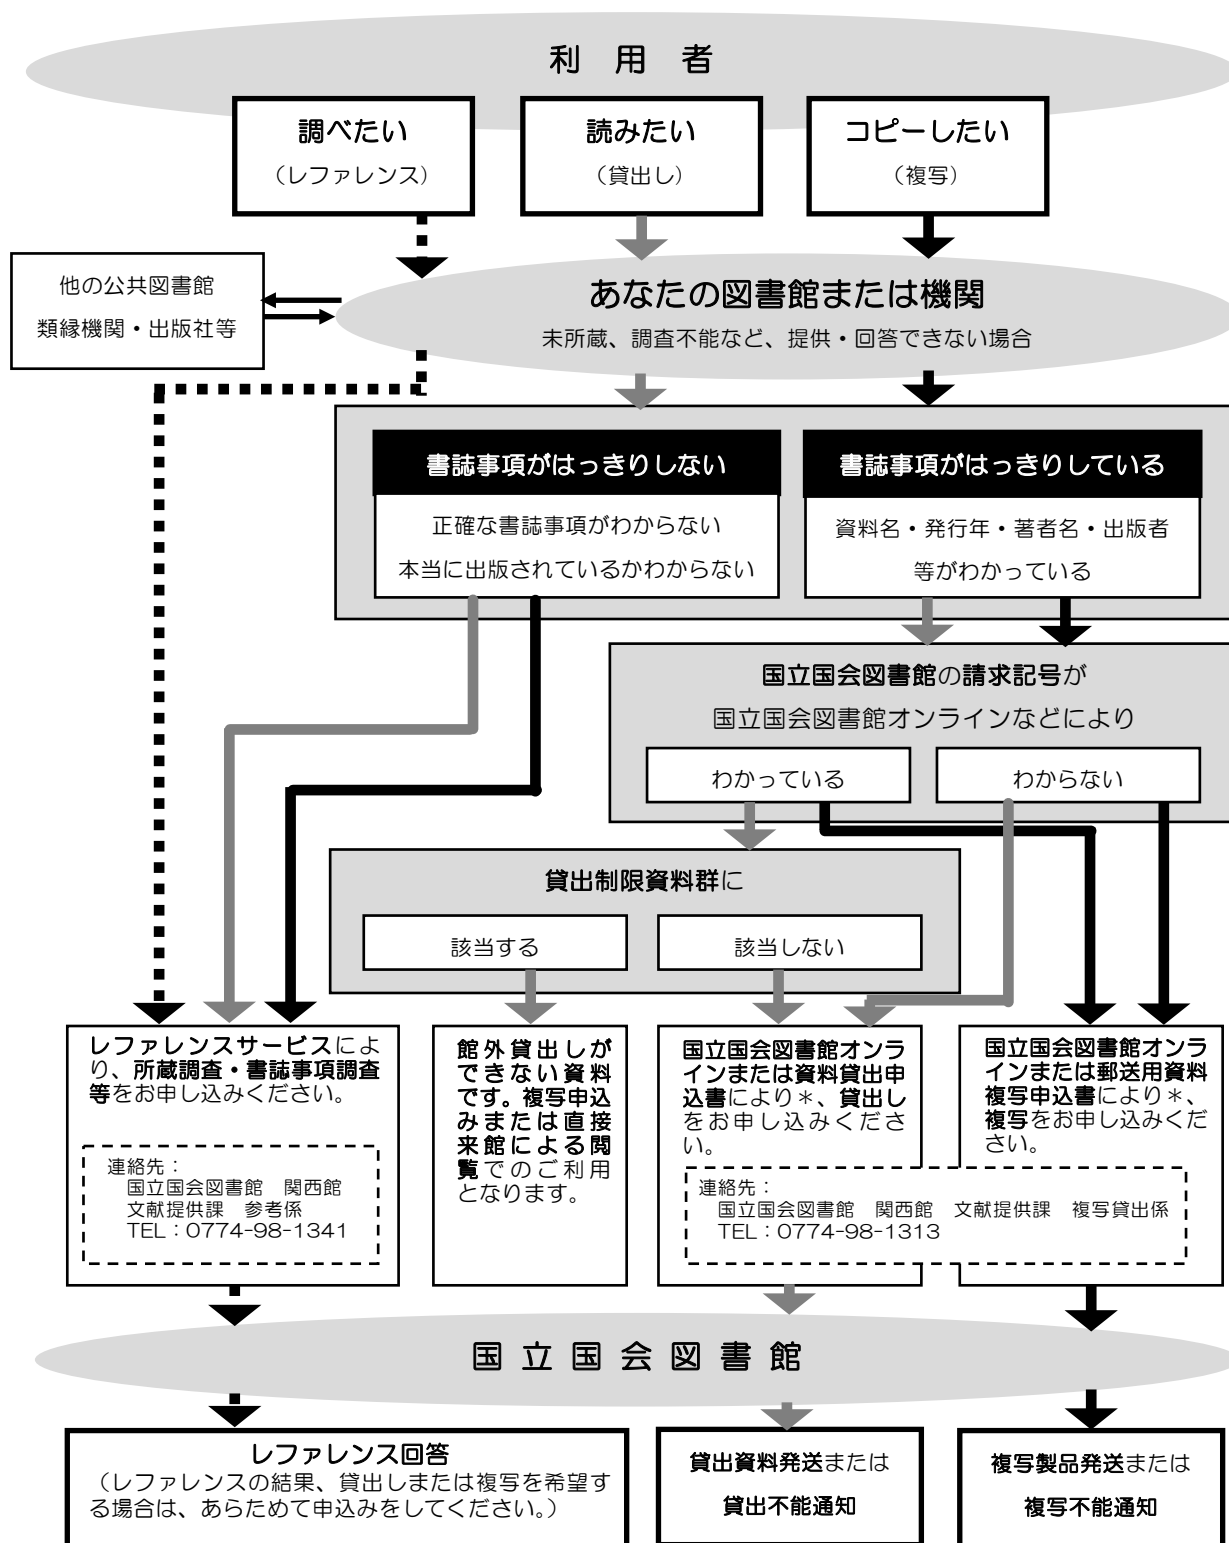 利 用 者
調べたい
（レファレンス）
読みたい
（貸出し）
コピーしたい
（複写）
他の公共図書館
類縁機関・出版社等
あなたの図書館または機関
未所蔵、調査不能など、提供・回答できない場合
書誌事項がはっきりしない
正確な書誌事項がわからない
本当に出版されているかわからない
書誌事項がはっきりしている
資料名・発行年・著者名・出版者
等がわかっている
国立国会図書館の請求記号が
国立国会図書館オンラインなどにより
わかっている
わからない
貸出制限資料群に
該当する
該当しない
レファレンスサービスによ
り、所蔵調査・書誌事項調査
等をお申し込みください。
連絡先：
国立国会図書館　関西館
文献提供課　参考係
TEL：0774-98-1341
館外貸出しが
できない資料
です。複写申込
みまたは直接
来館による閲
覧でのご利用
となります。
国立国会図書館オンラ
インまたは資料貸出申
込書により＊、貸出し
をお申し込みくださ
い。
国立国会図書館オンラ
インまたは郵送用資料
複写申込書により＊、
複写をお申し込みくだ
さい。
連絡先：
国立国会図書館　関西館　文献提供課　複写貸出係
TEL：0774-98-1313
国 立 国 会 図 書 館
レファレンス回答
（レファレンスの結果、貸出しまたは複写を希望す
る場合は、あらためて申込みをしてください。）
貸出資料発送または
貸出不能通知
複写製品発送または
複写不能通知